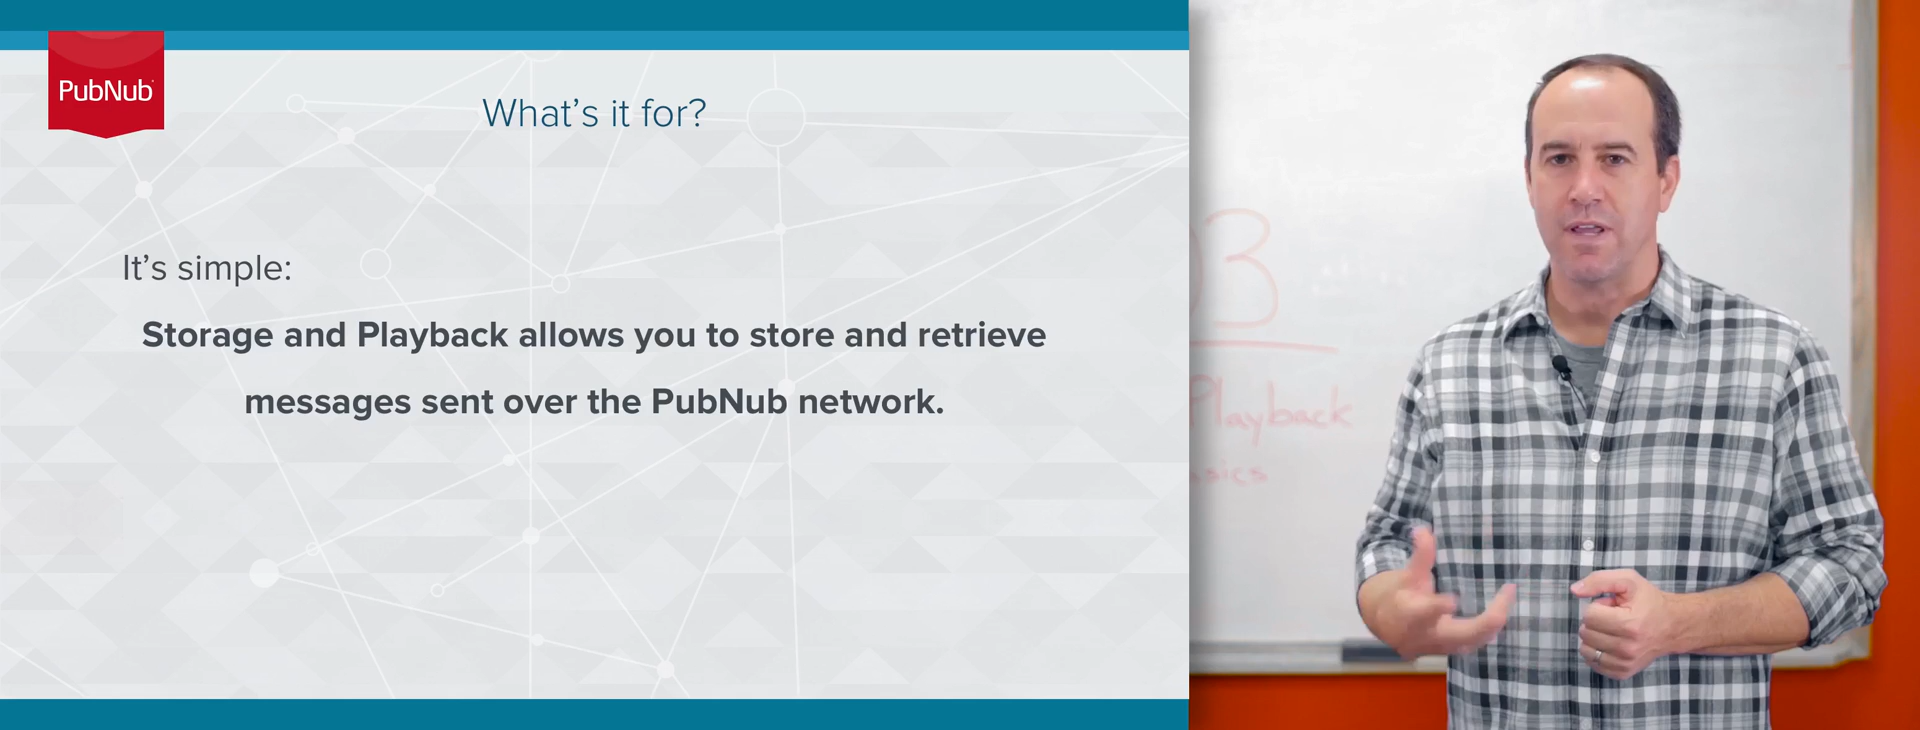 PubNub
What's it for?
It's simple:
Storage and Playback allows you to store and retrieve
messages sent over the PubNub network.
3
Playback